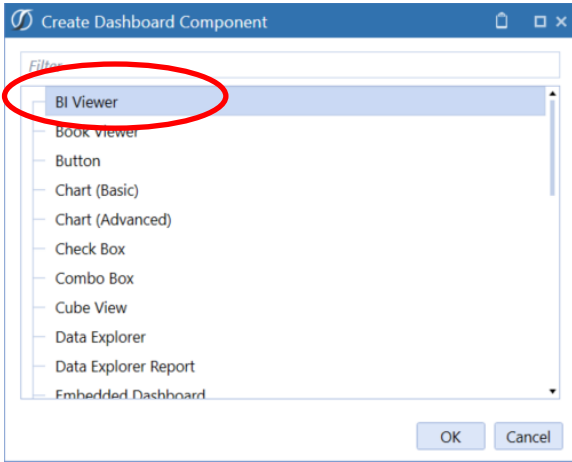 Create Dashboard Component
Filter
BI Viewer
Book Viewer
Button
Chart (Basic)
Chart (Advanced)
Check Box
Combo Box
Cube View
Data Explorer
Data Explorer Report
Embedded Dashboard
OK Cancel